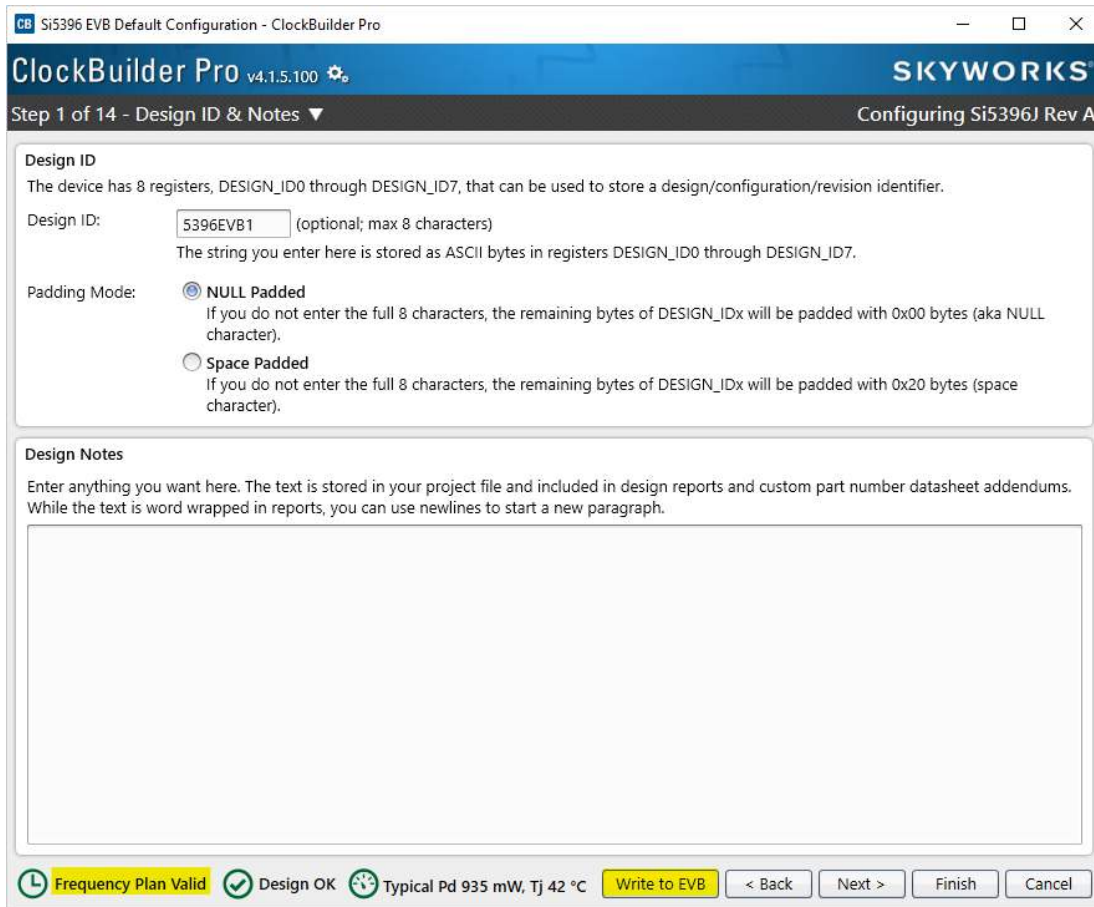 CB Si5396 EVB Default Configuration - ClockBuilder Pro
ClockBuilder Pro v4.1.5.100
SKYWORKS
Step 1 of 14 - Design ID & Notes ▼
Configuring Si5396J Rev A
Design ID
The device has 8 registers, DESIGN_ID0 through DESIGN_ID7, that can be used to store a design/configuration/revision identifier.
Design ID: 5396EVB1 (optional; max 8 characters)
The string you enter here is stored as ASCII bytes in registers DESIGN_ID0 through DESIGN_ID7.
Padding Mode: NULL Padded
If you do not enter the full 8 characters, the remaining bytes of DESIGN_IDx will be padded with 0x00 bytes (aka NULL
character).
Space Padded
If you do not enter the full 8 characters, the remaining bytes of DESIGN_IDx will be padded with 0x20 bytes (space
character).
Design Notes
Enter anything you want here. The text is stored in your project file and included in design reports and custom part number datasheet addendums.
While the text is word wrapped in reports, you can use newlines to start a new paragraph.
Frequency Plan Valid Design OK Typical Pd 935 mW, Tj 42 °C Write to EVB < Back Next > Finish Cancel